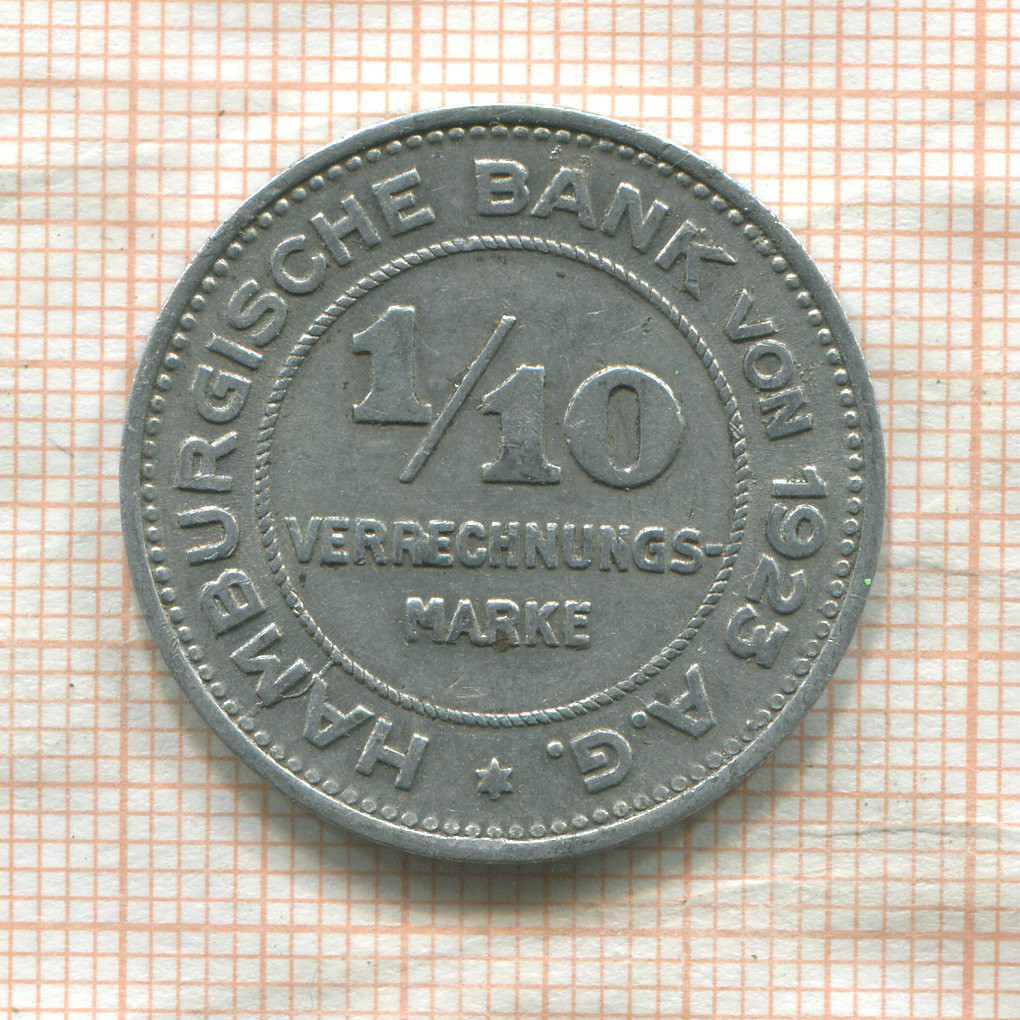 HAMBURGISCHE BANK VON 1923 A.G.
1/10
VERRECHNUNGS-
MARKE